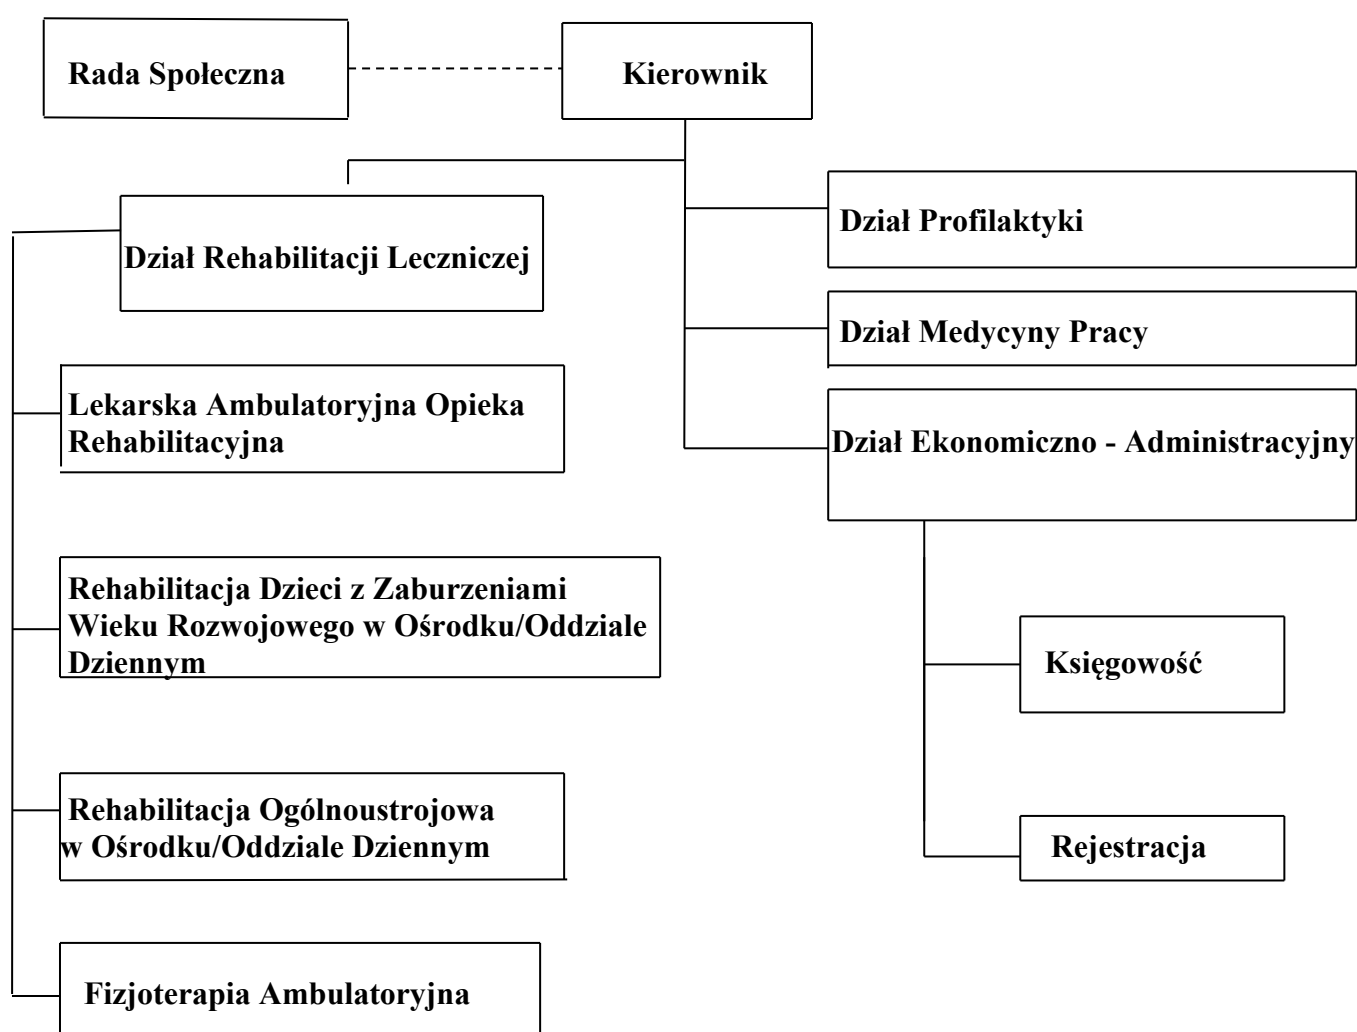 Rada Społeczna
Kierownik
Dział Rehabilitacji Leczniczej
Dział Profilaktyki
Dział Medycyny Pracy
Dział Ekonomiczno - Administracyjny
Lekarska Ambulatoryjna Opieka
Rehabilitacyjna
Rehabilitacja Dzieci z Zaburzeniami
Wieku Rozwojowego w Ośrodku/Oddziale
Dziennym
Rehabilitacja Ogólnoustrojowa
w Ośrodku/Oddziale Dziennym
Fizjoterapia Ambulatoryjna
Księgowość
Rejestracja